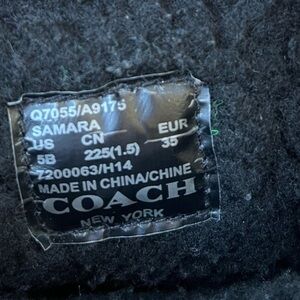 Q7055/A9175
SAMARA
US CN EUR
5B 225(1.5) 35
7200063/H14
MADE IN CHINA/CHINE
COACH
NEW YORK